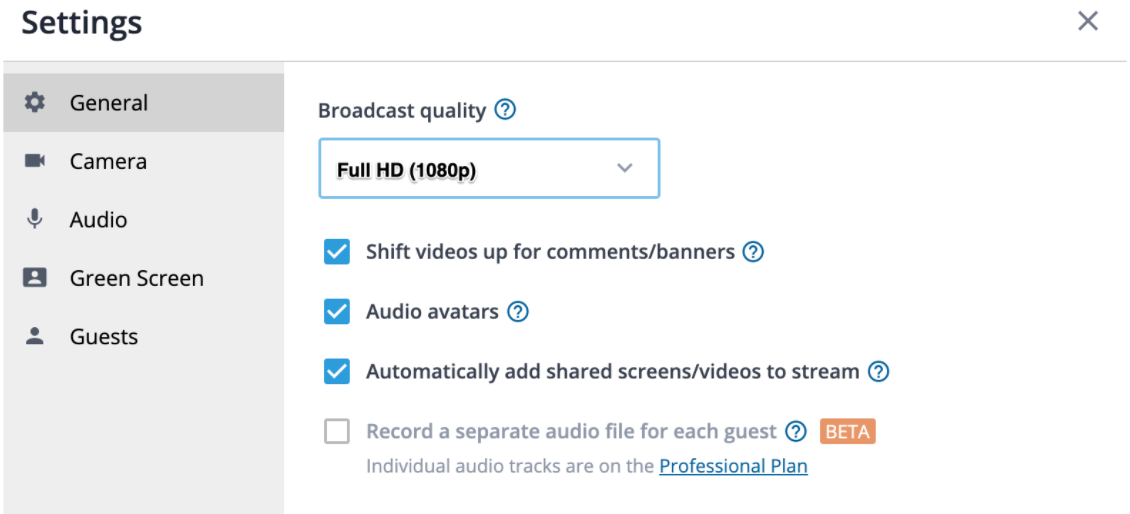 Settings
General
Camera
Audio
Green Screen
Guests
Broadcast quality ?
Full HD (1080p)
Shift videos up for comments/banners ?
Audio avatars ?
Automatically add shared screens/videos to stream ?
Record a separate audio file for each guest ? BETA
Individual audio tracks are on the Professional Plan